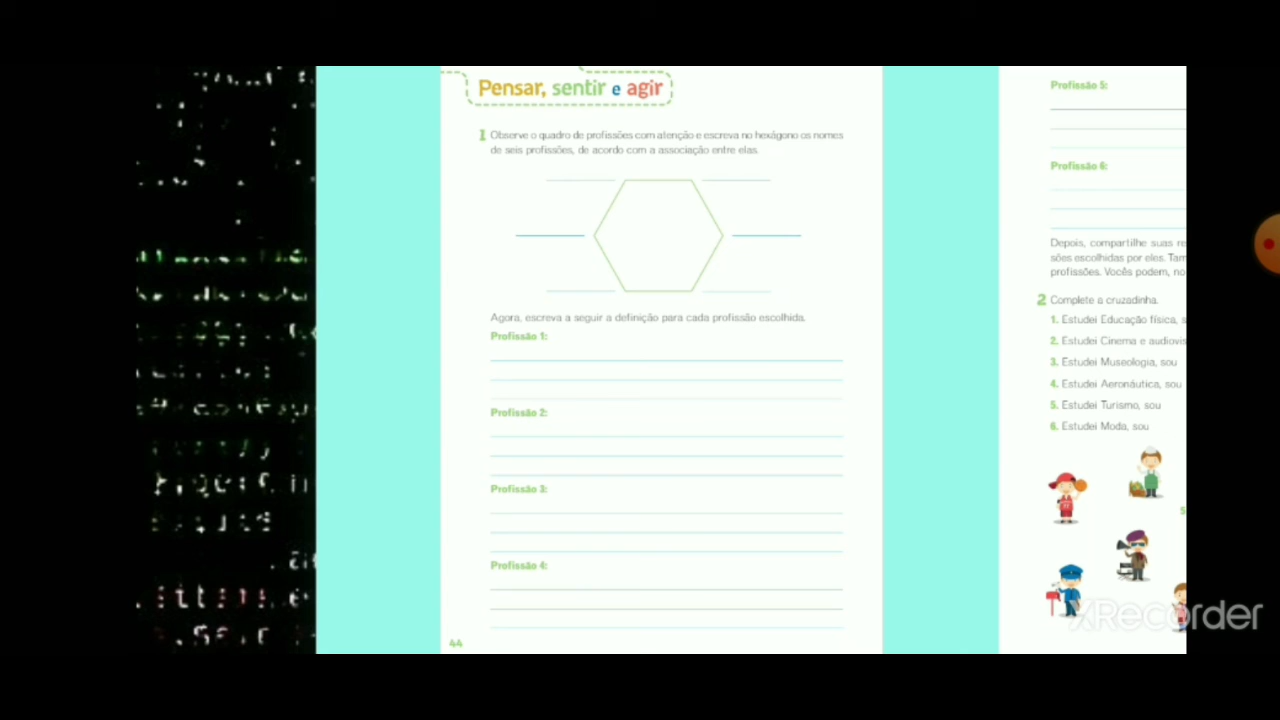 Pensar, sentir e agir
1 Observe o quadro de profissões com atenção e escreva no hexágono os nomes
de seis profissões, de acordo com a associação entre elas.
Agora, escreva a seguir a definição para cada profissão escolhida.
Profissão 1:
Profissão 2:
Profissão 3:
Profissão 4:
44
Profissão 5:
Profissão 6:
Depois, compartilhe suas re
sões escolhidas por eles. Tam
profissões. Vocês podem, no
2 Complete a cruzadinha.
1. Estudei Educação física, s
2. Estudei Cinema e audiovis
3. Estudei Museologia, sou
4. Estudei Aeronáutica, sou
5. Estudei Turismo, sou
6. Estudei Moda, sou
5
XRecorder